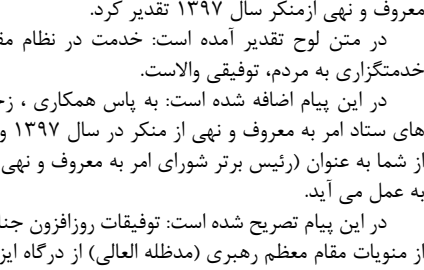 معروف و نهی ازمنکر سال ۱۳۹۷ تقدیر کرد.
در متن لوح تقدیر آمده است: خدمت در نظام
خدمتگزاری به مردم، توفیقی والاست.
در این پیام اضافه شده است: به پاس همکاری ،
های ستاد امر به معروف و نهی از منکر در سال ۱۳۹۷ و
از شما به عنوان (رئیس برتر شورای امر به معروف و نهی
به عمل می آید.
در این پیام تصریح شده است: توفیقات روزافزون
از منویات مقام معظم رهبری (مدظله العالی) از درگاه